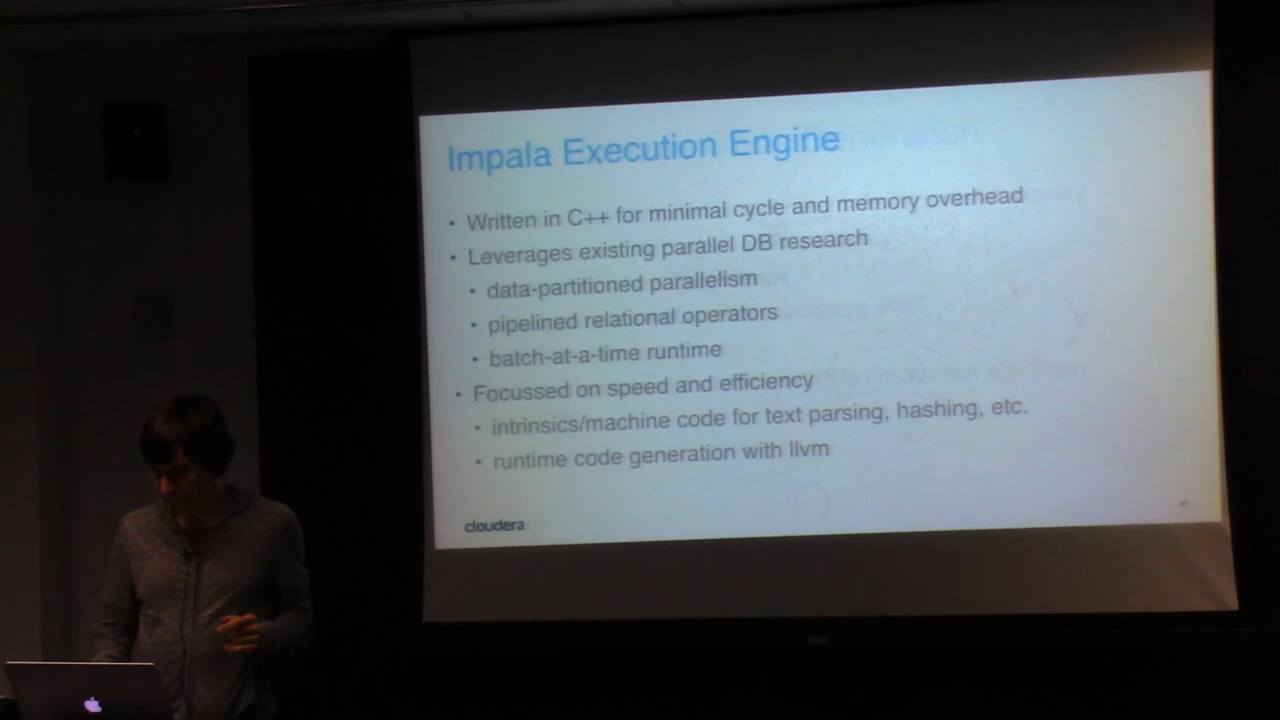 Impala Execution Engine
• Written in C++ for minimal cycle and memory overhead
• Leverages existing parallel DB research
• data-partitioned parallelism
• pipelined relational operators
• batch-at-a-time runtime
• Focussed on speed and efficiency
• intrinsics/machine code for text parsing, hashing, etc.
• runtime code generation with llvm
cloudera